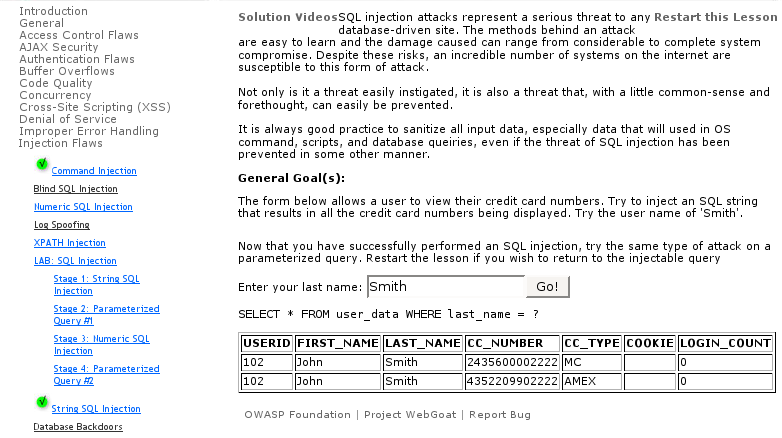 Introduction
General
Access Control Flaws
AJAX Security
Authentication Flaws
Buffer Overflows
Code Quality
Concurrency
Cross-Site Scripting (XSS)
Denial of Service
Improper Error Handling
Injection Flaws
Command Injection
Blind SQL Injection
Numeric SQL Injection
Log Spoofing
XPATH Injection
LAB: SQL Injection
Stage 1: String SQL
Injection
Stage 2: Parameterized
Query #1
Stage 3: Numeric SQL
Injection
Stage 4: Parameterized
Query #2
String SQL Injection
Database Backdoors
Solution Videos SQL injection attacks represent a serious threat to any Restart this Lesson
database-driven site. The methods behind an attack
are easy to learn and the damage caused can range from considerable to complete system
compromise. Despite these risks, an incredible number of systems on the internet are
susceptible to this form of attack.
Not only is it a threat easily instigated, it is also a threat that, with a little common-sense and
forethought, can easily be prevented.
It is always good practice to sanitize all input data, especially data that will used in OS
command, scripts, and database queiries, even if the threat of SQL injection has been
prevented in some other manner.
General Goal(s):
The form below allows a user to view their credit card numbers. Try to inject an SQL string
that results in all the credit card numbers being displayed. Try the user name of 'Smith'.
Now that you have successfully performed an SQL injection, try the same type of attack on a
parameterized query. Restart the lesson if you wish to return to the injectable query
Enter your last name: Smith Go!
SELECT * FROM user_data WHERE last_name = ?
USERID FIRST_NAME LAST_NAME CC_NUMBER CC_TYPE COOKIE LOGIN_COUNT
102 John Smith 2435600002222 MC 0
102 John Smith 4352209902222 AMEX 0
OWASP Foundation | Project WebGoat | Report Bug